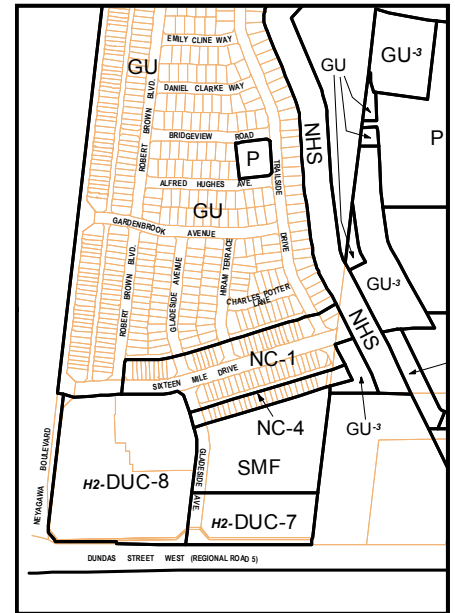 EMILY CLINE WAY
GU
GU
GU-3
DANIEL CLARKE WAY
ROBERT BROWN BLVD.
NHS
BRIDGEVIEW ROAD
P
P
ALFRED HUGHES AVE.
TRAILSIDE DRIVE
GU
GARDENBROOK AVENUE
ROBERT BROWN BLVD.
GLADESIDE AVENUE
HIRAM TERRACE
GU-3
CHARLES POTTER
LANE
NHS
NC-1
SIXTEEN MILE DRIVE
NC-4
GU-3
NEYAGAWA BOULEVARD
GLADESIDE AVE.
SMF
H2-DUC-8
H2-DUC-7
DUNDAS STREET WEST (REGIONAL ROAD 5)